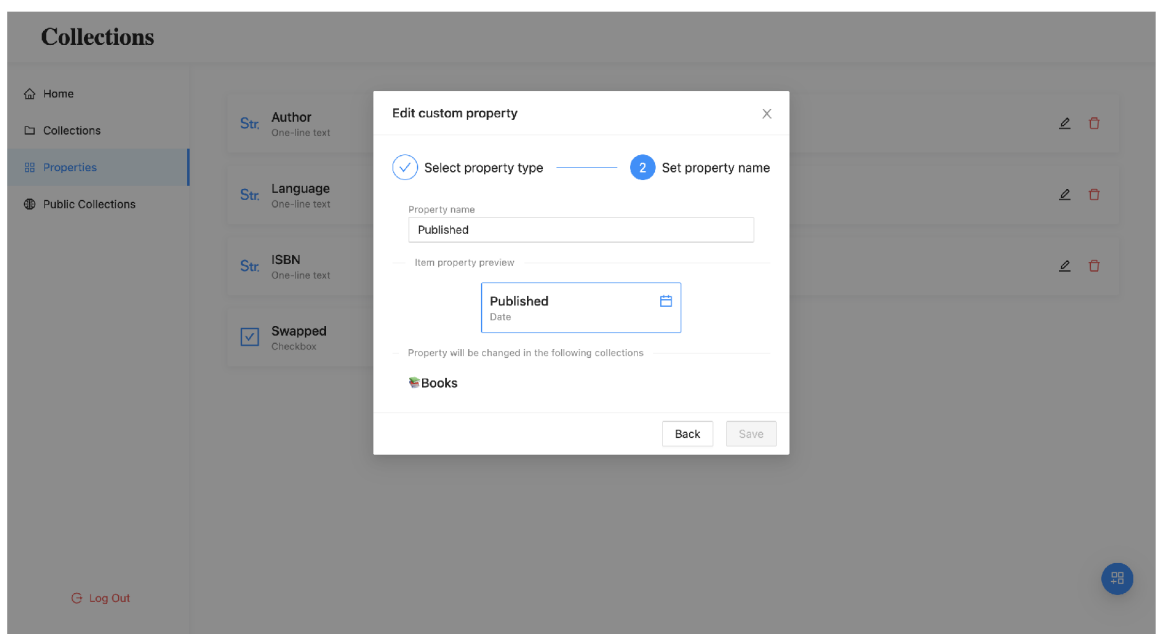 Collections
Home
Collections
Properties
Public Collections
Log Out
Str. Author
One-line text
Str. Language
One-line text
Str. ISBN
One-line text
Swapped
Checkbox
Edit custom property
Select property type
2 Set property name
Property name
Published
Item property preview
Published
Date
Property will be changed in the following collections
Books
Back Save